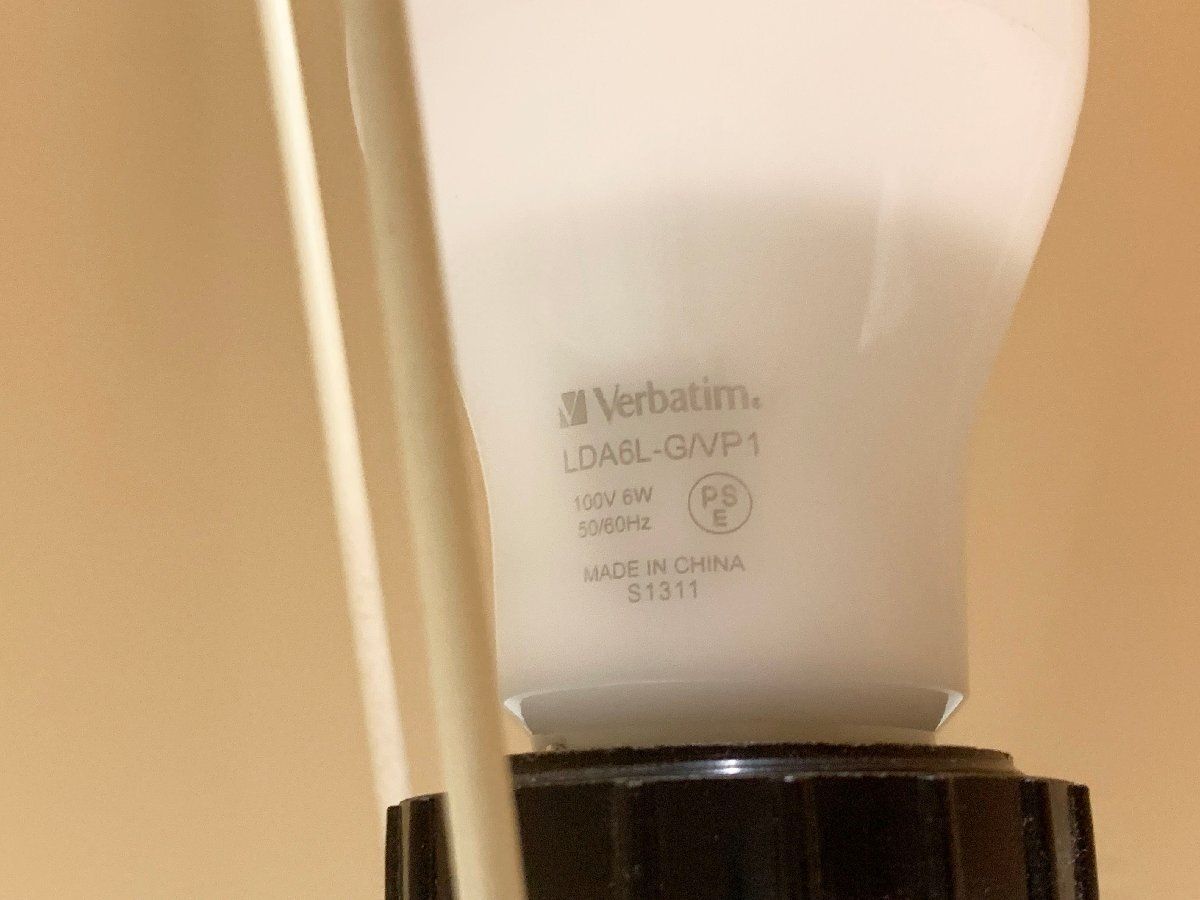 Verbatim®
LDA6L-G/VP1
100V 6W
50/60Hz
PS
E
MADE IN CHINA
S1311